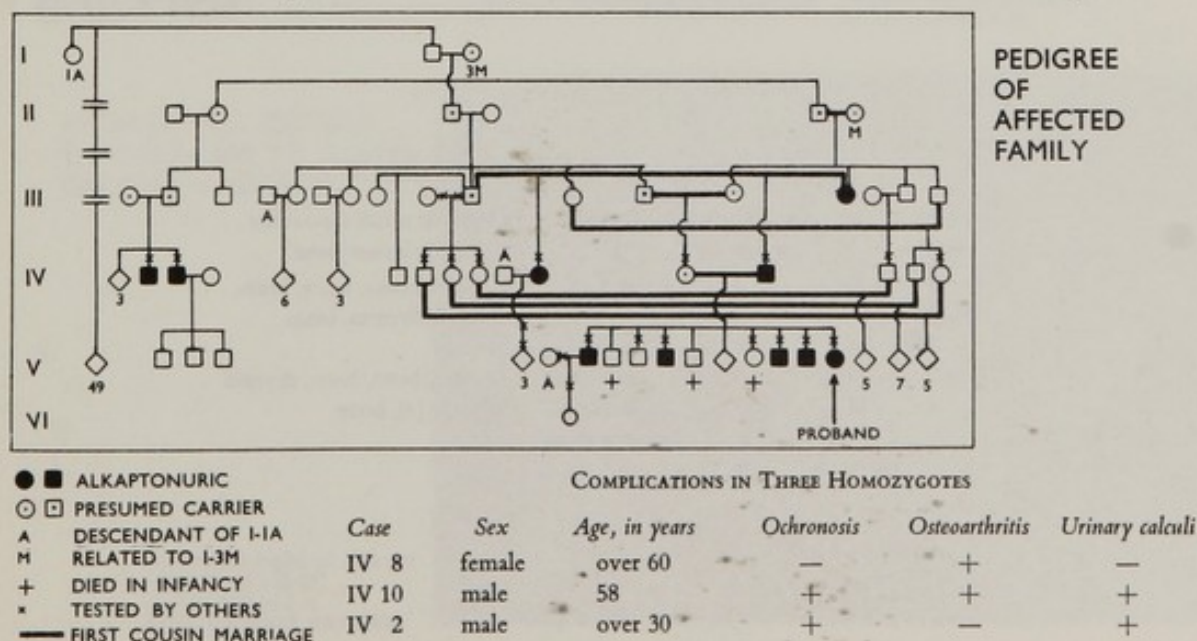 PEDIGREE
OF
AFFECTED
FAMILY
I
1A
3M
II
M
III
A
A
IV
3
6
3
V
49
3
A
+
+
+
5
7
5
VI
PROBAND
ALKAPTONURIC
PRESUMED CARRIER
A DESCENDANT OF I-1A
M RELATED TO I-3M
+ DIED IN INFANCY
× TESTED BY OTHERS
FIRST COUSIN MARRIAGE
COMPLICATIONS IN THREE HOMOZYGOTES
Case Sex Age, in years Ochronosis Osteoarthritis Urinary calculi
IV 8 female over 60 — + —
IV 10 male 58 + + +
IV 2 male over 30 + — +